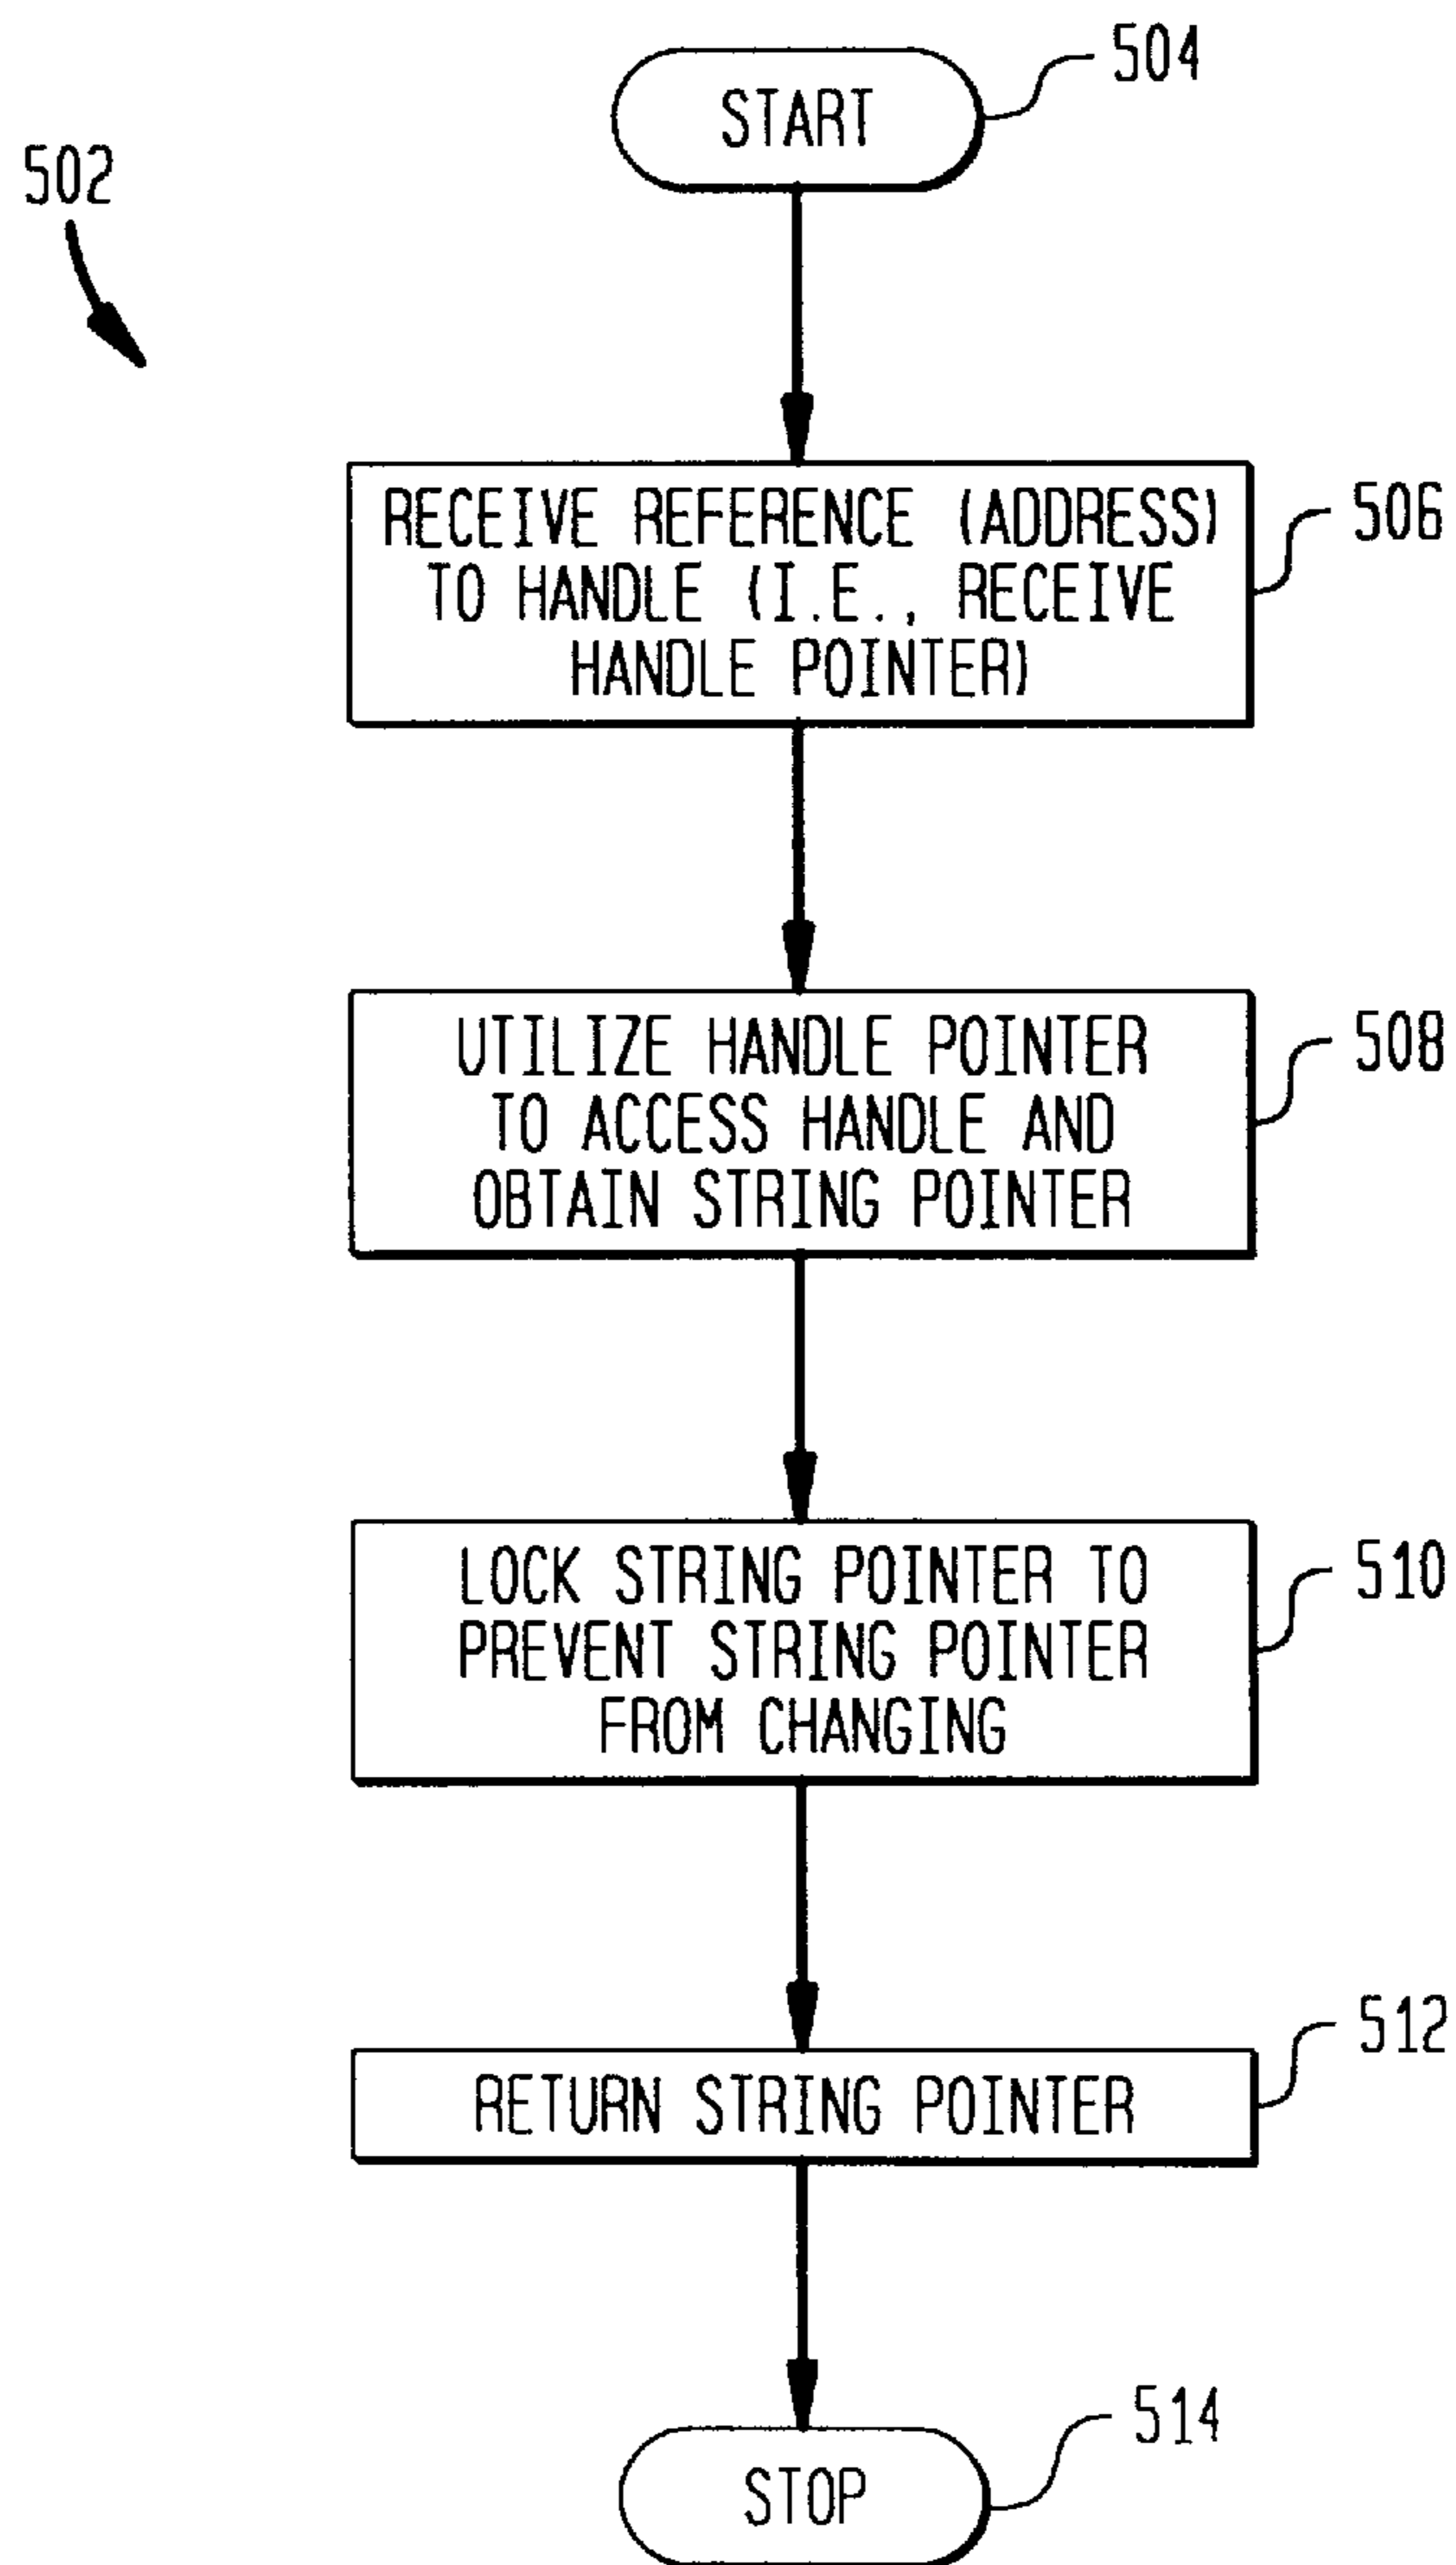 504
START
502
RECEIVE REFERENCE (ADDRESS)
TO HANDLE (I.E., RECEIVE
HANDLE POINTER)
506
UTILIZE HANDLE POINTER
TO ACCESS HANDLE AND
OBTAIN STRING POINTER
508
LOCK STRING POINTER TO
PREVENT STRING POINTER
FROM CHANGING
510
RETURN STRING POINTER
512
STOP
514